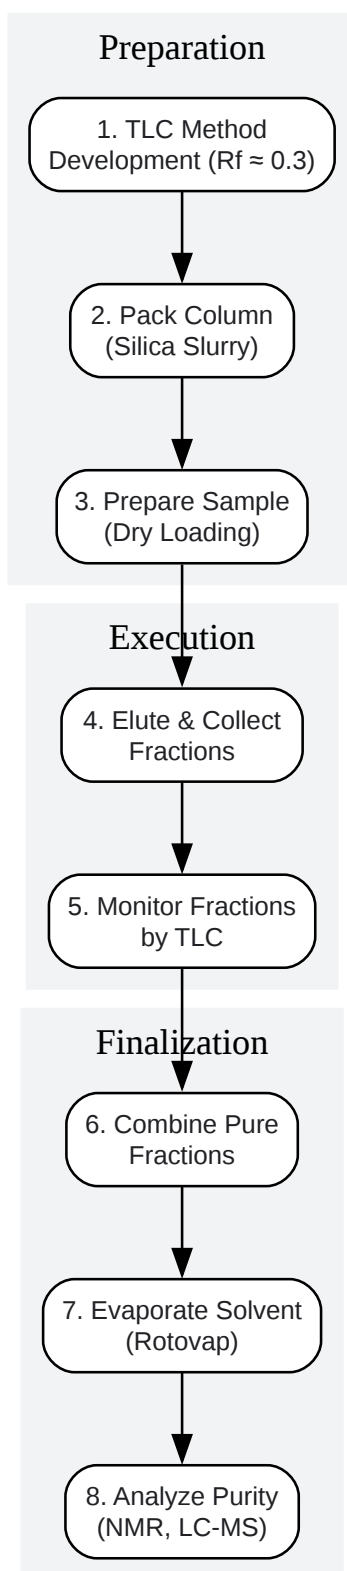 Preparation
1. TLC Method
Development (Rf ≈ 0.3)
2. Pack Column
(Silica Slurry)
3. Prepare Sample
(Dry Loading)
Execution
4. Elute & Collect
Fractions
5. Monitor Fractions
by TLC
Finalization
6. Combine Pure
Fractions
7. Evaporate Solvent
(Rotovap)
8. Analyze Purity
(NMR, LC-MS)